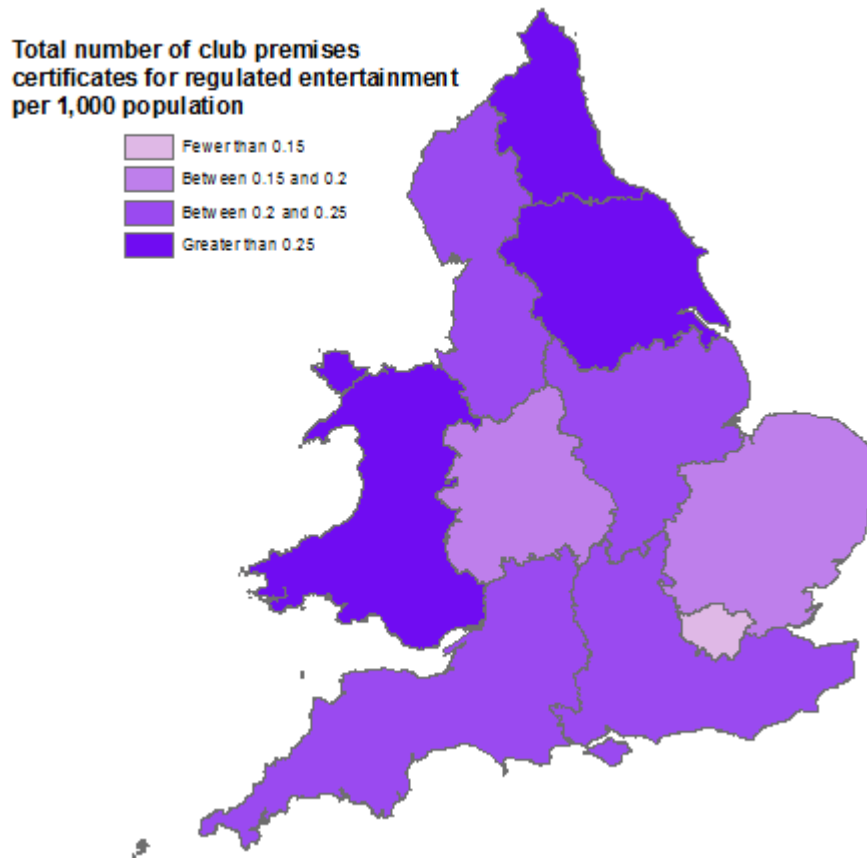 Total number of club premises
certificates for regulated entertainment
per 1,000 population
Fewer than 0.15
Between 0.15 and 0.2
Between 0.2 and 0.25
Greater than 0.25